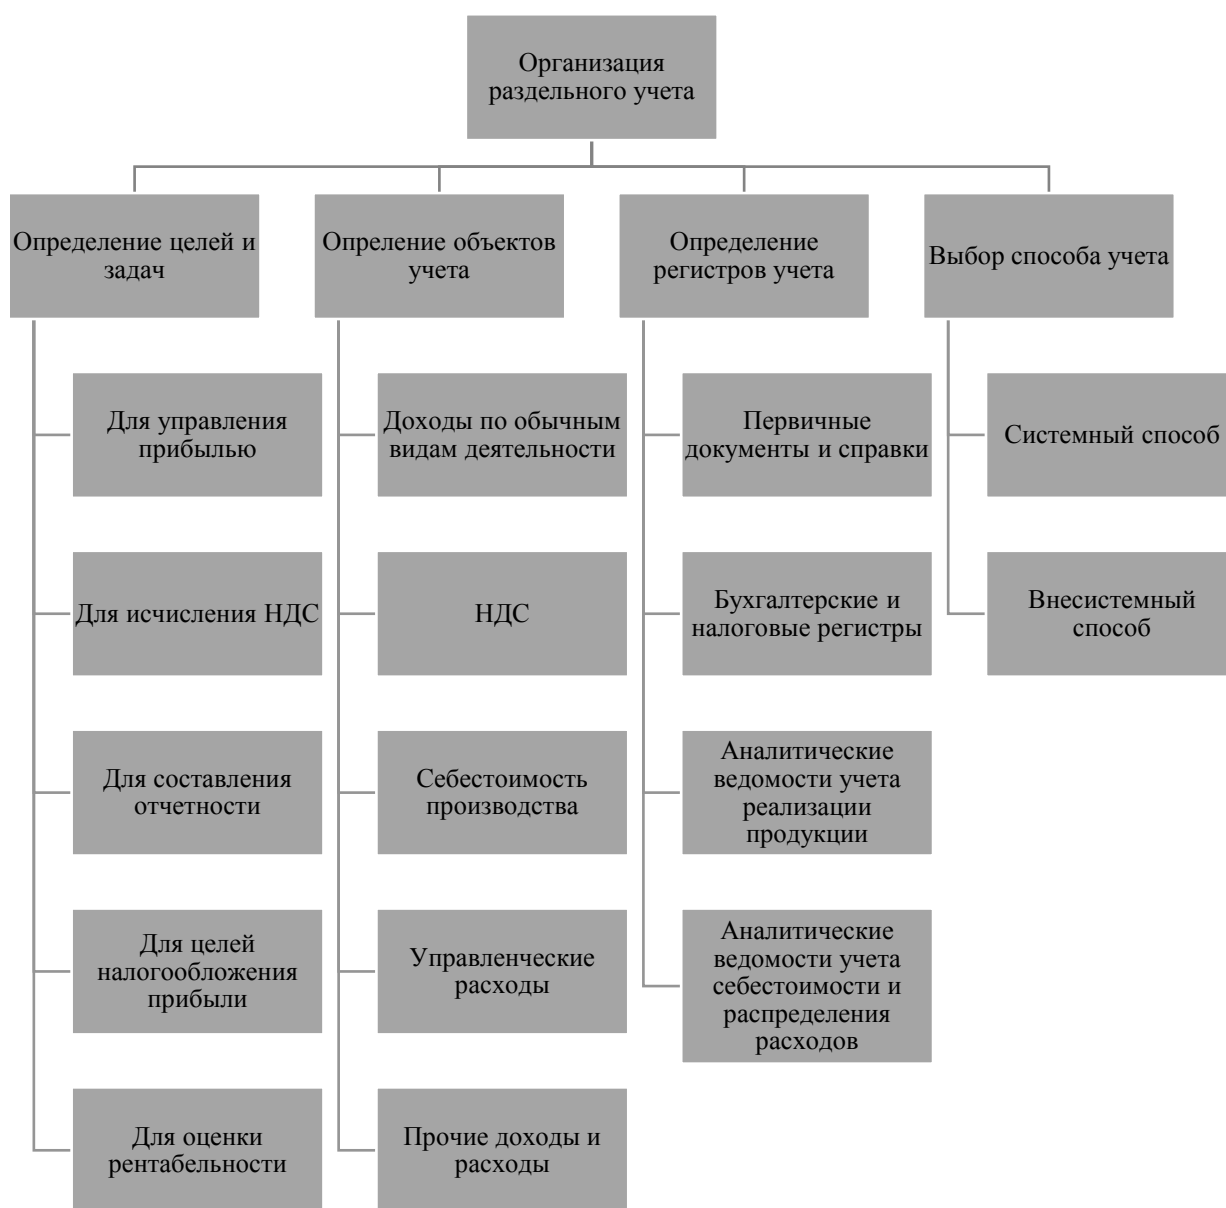 Организация
раздельного учета
Определение целей и
задач
Для управления
прибылью
Для исчисления НДС
Для составления
отчетности
Для целей
налогообложения
прибыли
Для оценки
рентабельности
Опреление объектов
учета
Доходы по обычным
видам деятельности
НДС
Себестоимость
производства
Управленческие
расходы
Прочие доходы и
расходы
Определение
регистров учета
Первичные
документы и справки
Бухгалтерские и
налоговые регистры
Аналитические
ведомости учета
реализации
продукции
Аналитические
ведомости учета
себестоимости и
распределения
расходов
Выбор способа учета
Системный способ
Внесистемный
способ